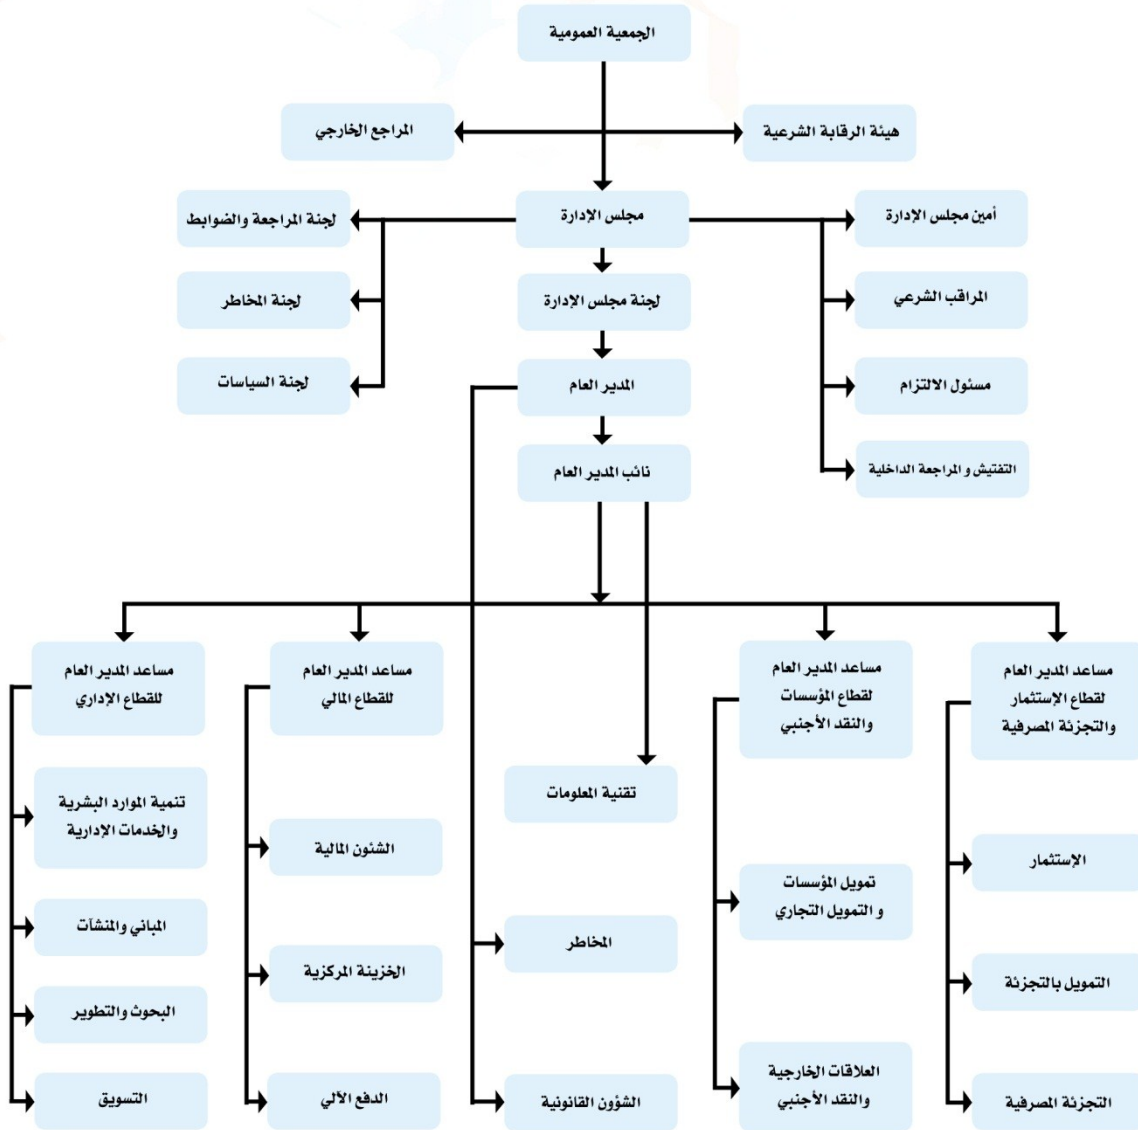 الجمعية العمومية
هيئة الرقابة الشرعية
المراجع الخارجي
أمين مجلس الإدارة
مجلس الإدارة
لجنة المراجعة والضوابط
المراقب الشرعي
لجنة مجلس الإدارة
لجنة المخاطر
مسئول الالتزام
المدير العام
لجنة السياسات
التفتيش و المراجعة الداخلية
نائب المدير العام
مساعد المدير العام
لقطاع الإستثمار
والتجزئة المصرفية
الإستثمار
التمويل بالتجزئة
التجزئة المصرفية
مساعد المدير العام
لقطاع المؤسسات
والنقد الأجنبي
تمويل المؤسسات
و التمويل التجاري
العلاقات الخارجية
والنقد الأجنبي
تقنية المعلومات
المخاطر
الشؤون القانونية
مساعد المدير العام
للقطاع المالي
الشئون المالية
الخزينة المركزية
الدفع الآلي
مساعد المدير العام
للقطاع الإداري
تنمية الموارد البشرية
والخدمات الإدارية
المباني والمنشآت
البحوث والتطوير
التسويق